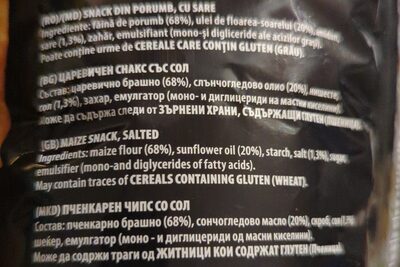 (RO)/(MD) SNACK DIN PORUMB, CU SARE
Ingrediente: făină de porumb (68%), ulei de floarea-soarelui (20%), amidon,
sare (1,3%), zahăr, emulsifiant (mono-și digliceride ale acizilor grași).
Poate conține urme de CEREALE CARE CONȚIN GLUTEN (GRÂU).
(BG) ЦАРЕВИЧЕН СНАКС СЪС СОЛ
Състав: царевично брашно (68%), слънчогледово олио (20%), нишесте,
сол (1,3%), захар, емулгатор (моно- и диглицериди на мастни киселини).
Може да съдържа следи от ЗЪРНЕНИ ХРАНИ, СЪДЪРЖАЩИ ГЛУТЕН (ПШЕНИЦА).
(GB) MAIZE SNACK, SALTED
Ingredients: maize flour (68%), sunflower oil (20%), starch, salt (1,3%), sugar,
emulsifier (mono-and diglycerides of fatty acids).
May contain traces of CEREALS CONTAINING GLUTEN (WHEAT).
(MKD) ПЧЕНКАРЕН ЧИПС СО СОЛ
Состав: пченкарно брашно (68%), сончогледово масло (20%), скроб, сол (1,3%)
шеќер, емулгатор (моно - и диглицериди од масни киселини).
Може да содржи траги од ЖИТНИЦИ КОИ СОДРЖАТ ГЛУТЕН (Пченица).